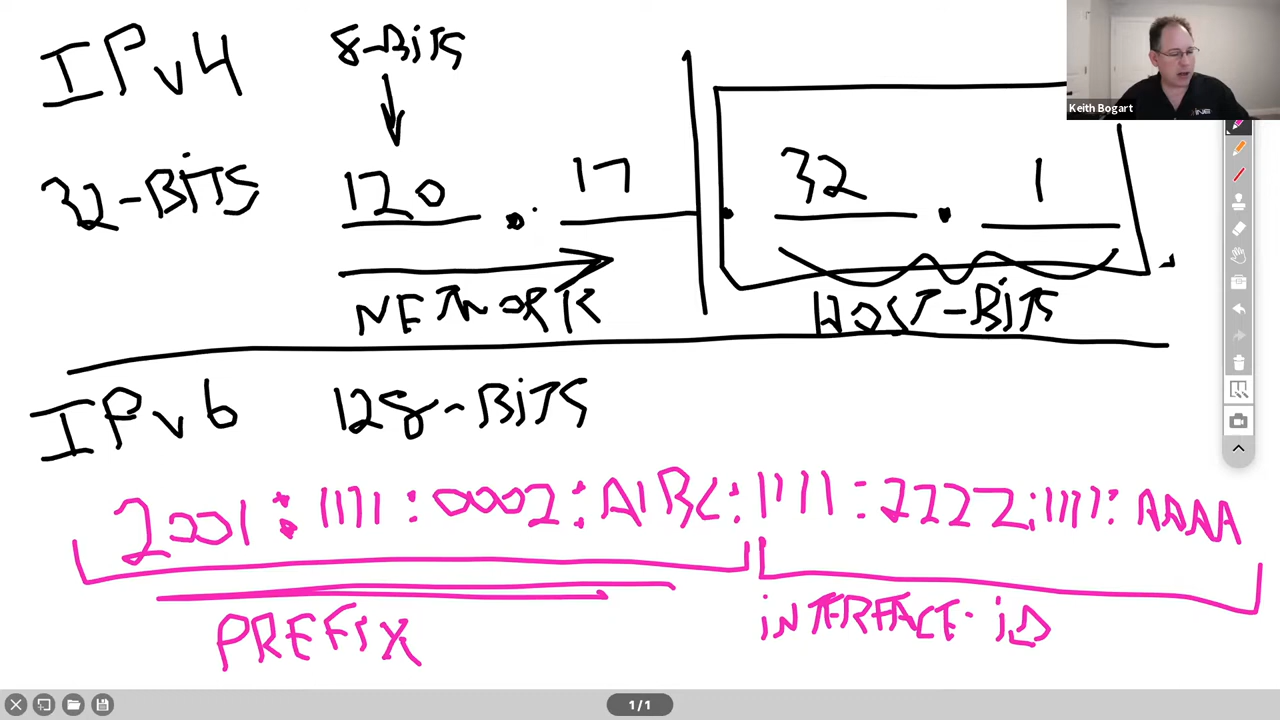 IPv4 8-BiTS
Keith Bogart
INE
32-BiTS 120 . 17 . 32 . 1
NETWORK HOST-BiTS
IPv6 128-BiTS
2001:1111:0002:A1BC:1111:2222:1111:AAAA
PREFiX iNTERFACE-iD
1/1